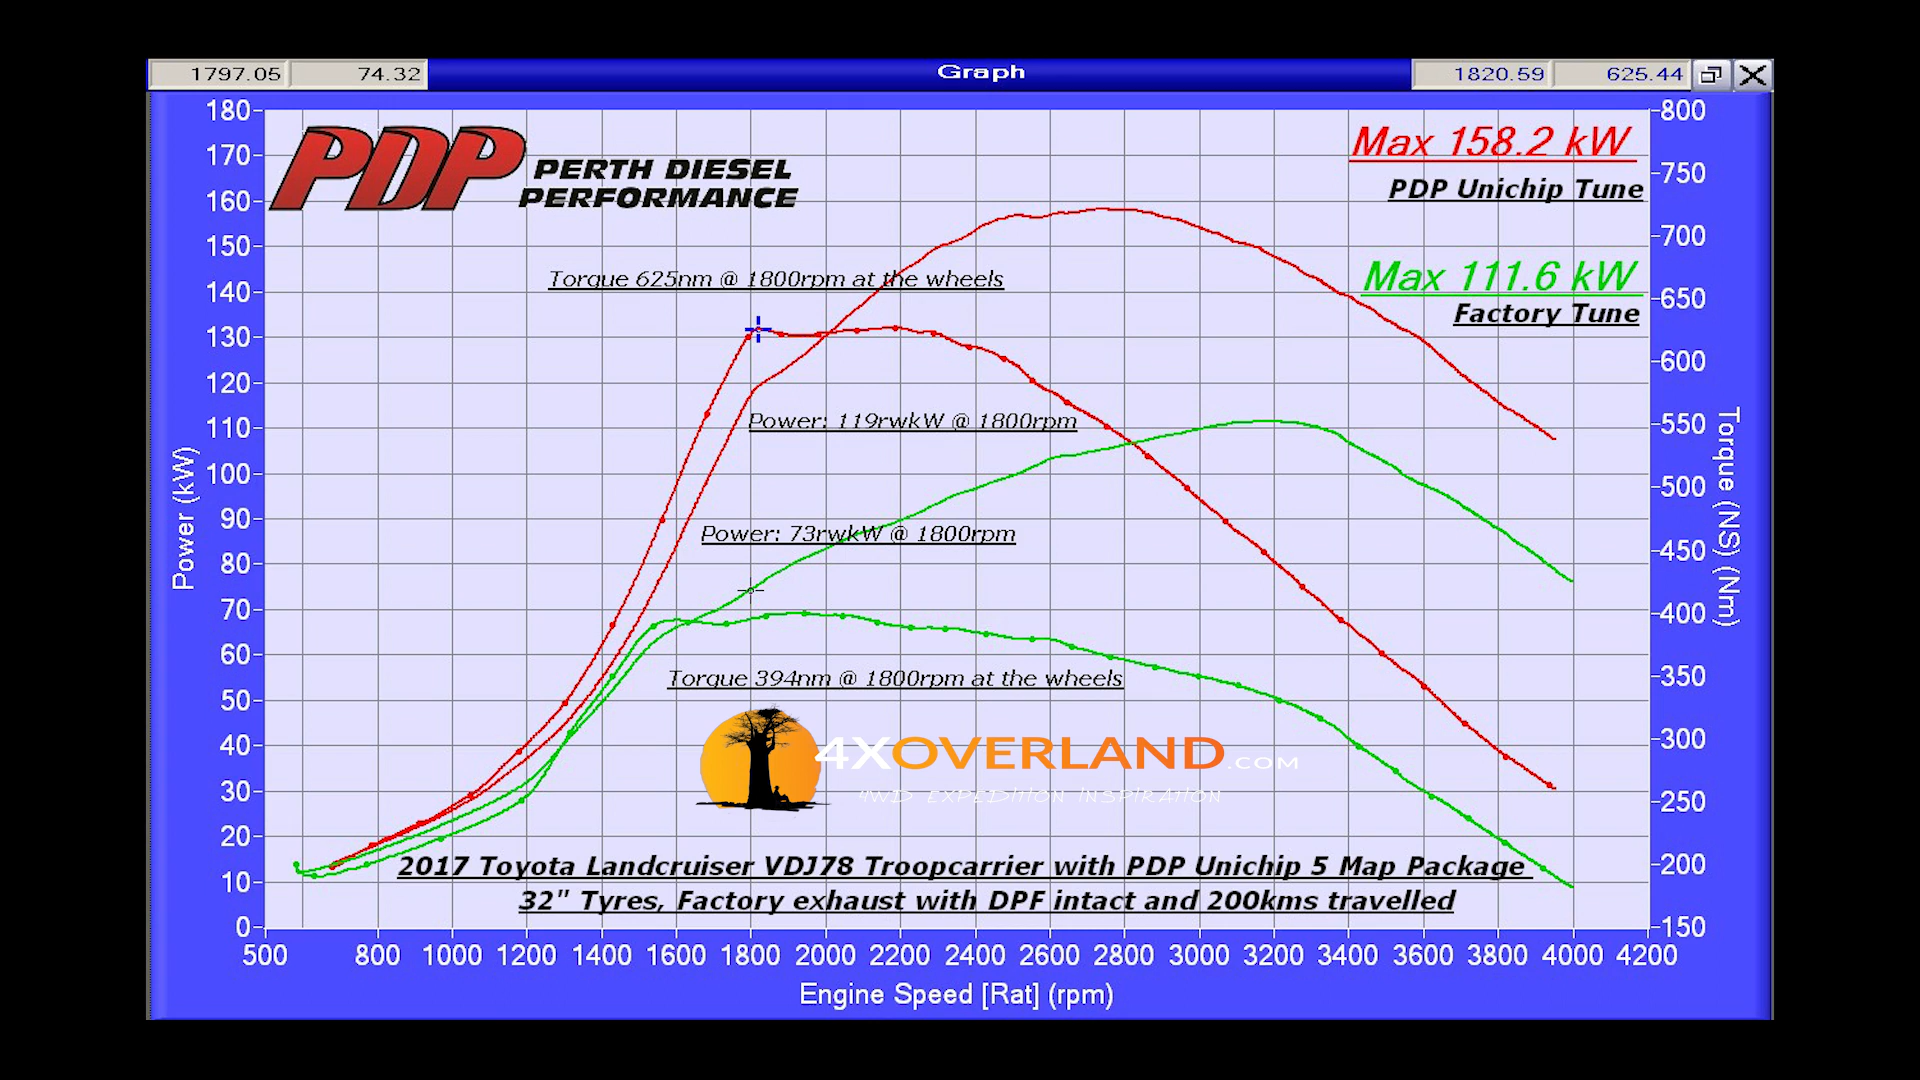 1797.05 74.32 Graph 1820.59 625.44
PDP PERTH DIESEL
PERFORMANCE
Max 158.2 kW
PDP Unichip Tune
Max 111.6 kW
Factory Tune
Torque 625nm @ 1800rpm at the wheels
Power: 119rwkW @ 1800rpm
Power: 73rwkW @ 1800rpm
Torque 394nm @ 1800rpm at the wheels
4XOVERLAND.COM
4WD EXPEDITION INSPIRATION
2017 Toyota Landcruiser VDJ78 Troopcarrier with PDP Unichip 5 Map Package
32" Tyres, Factory exhaust with DPF intact and 200kms travelled
Power (kW)
180
170
160
150
140
130
120
110
100
90
80
70
60
50
40
30
20
10
0
Torque (NS) (Nm)
800
750
700
650
600
550
500
450
400
350
300
250
200
150
500 800 1000 1200 1400 1600 1800 2000 2200 2400 2600 2800 3000 3200 3400 3600 3800 4000 4200
Engine Speed [Rat] (rpm)